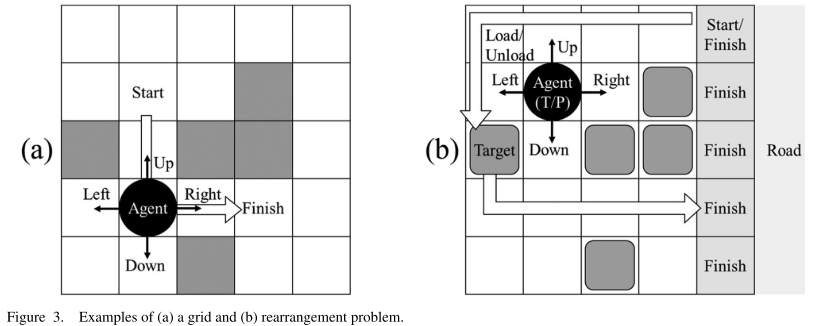 (a)
Start
Up
Left
Agent
Right
Finish
Down
(b)
Load/
Unload
Start/
Finish
Up
Left
Agent
(T/P)
Right
Finish
Target
Down
Finish
Road
Finish
Finish
Figure 3. Examples of (a) a grid and (b) rearrangement problem.